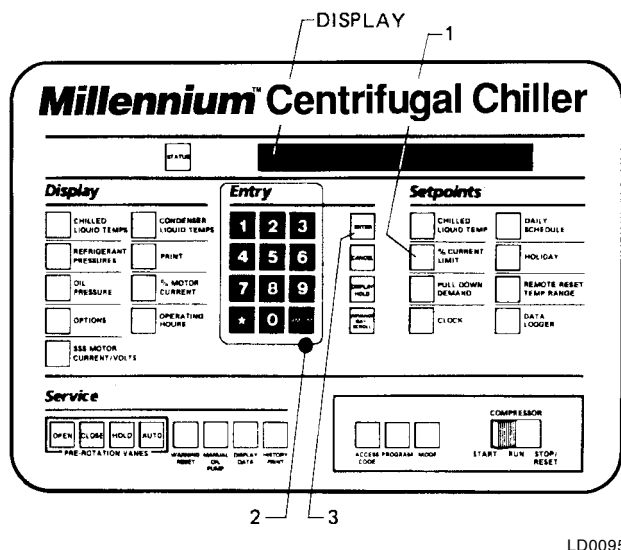 DISPLAY
1
Millennium™ Centrifugal Chiller
STATUS
Display
CHILLED LIQUID TEMPS
CONDENSER LIQUID TEMPS
REFRIGERANT PRESSURES
PRINT
OIL PRESSURE
% MOTOR CURRENT
OPTIONS
OPERATING HOURS
SSS MOTOR CURRENT/VOLTS
Entry
1 2 3
4 5 6
7 8 9
* 0
ENTER
CANCEL
DISPLAY HOLD
ADVANCE DAY SCROLL
Setpoints
CHILLED LIQUID TEMP
DAILY SCHEDULE
% CURRENT LIMIT
HOLIDAY
PULL DOWN DEMAND
REMOTE RESET TEMP RANGE
CLOCK
DATA LOGGER
Service
OPEN CLOSE HOLD AUTO
PRE-ROTATION VANES
WARNING RESET
MANUAL OIL PUMP
DISPLAY DATA
HISTORY PRINT
ACCESS CODE
PROGRAM
MODE
COMPRESSOR
START RUN STOP/ RESET
2
3
LD0095